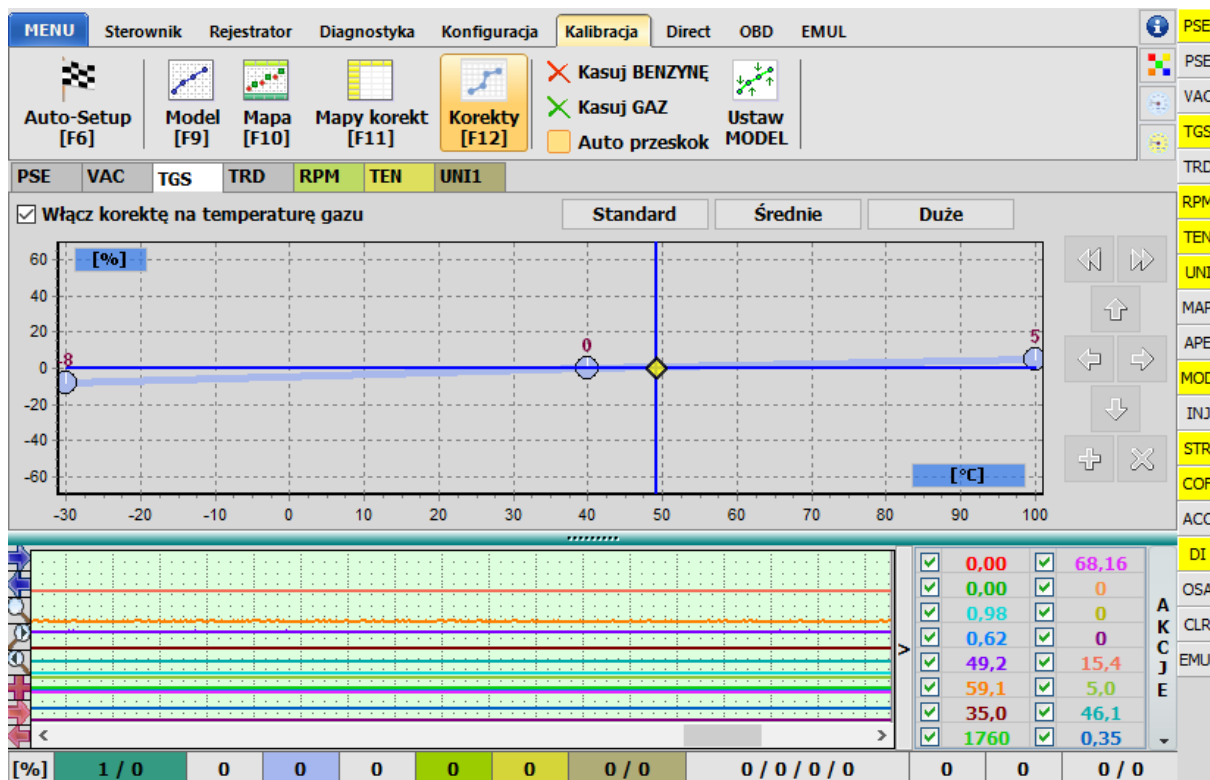 MENU Sterownik Rejestrator Diagnostyka Konfiguracja Kalibracja Direct OBD EMUL
Auto-Setup
[F6]
Model
[F9]
Mapa
[F10]
Mapy korekt
[F11]
Korekty
[F12]
Kasuj BENZYNĘ
Kasuj GAZ
Auto przeskok
Ustaw
MODEL
PSE VAC TGS TRD RPM TEN UNI1
Włącz korektę na temperaturę gazu
Standard Średnie Duże
[%]
60
40
20
0
-20
-40
-60
-8
0
5
[°C]
-30 -20 -10 0 10 20 30 40 50 60 70 80 90 100
PSE
PSE
VAC
TGS
TRD
RPM
TEN
UNI
MAP
APE
MOD
INJ
STR
COR
ACC
DI
OSA
CLR
EMU
0,00 68,16
0,00 0
0,98 0
0,62 0
49,2 15,4
59,1 5,0
35,0 46,1
1760 0,35
>
A
K
C
J
E
< >
[%] 1 / 0 0 0 0 0 0 0 / 0 0 / 0 / 0 / 0 0 0 0 / 0